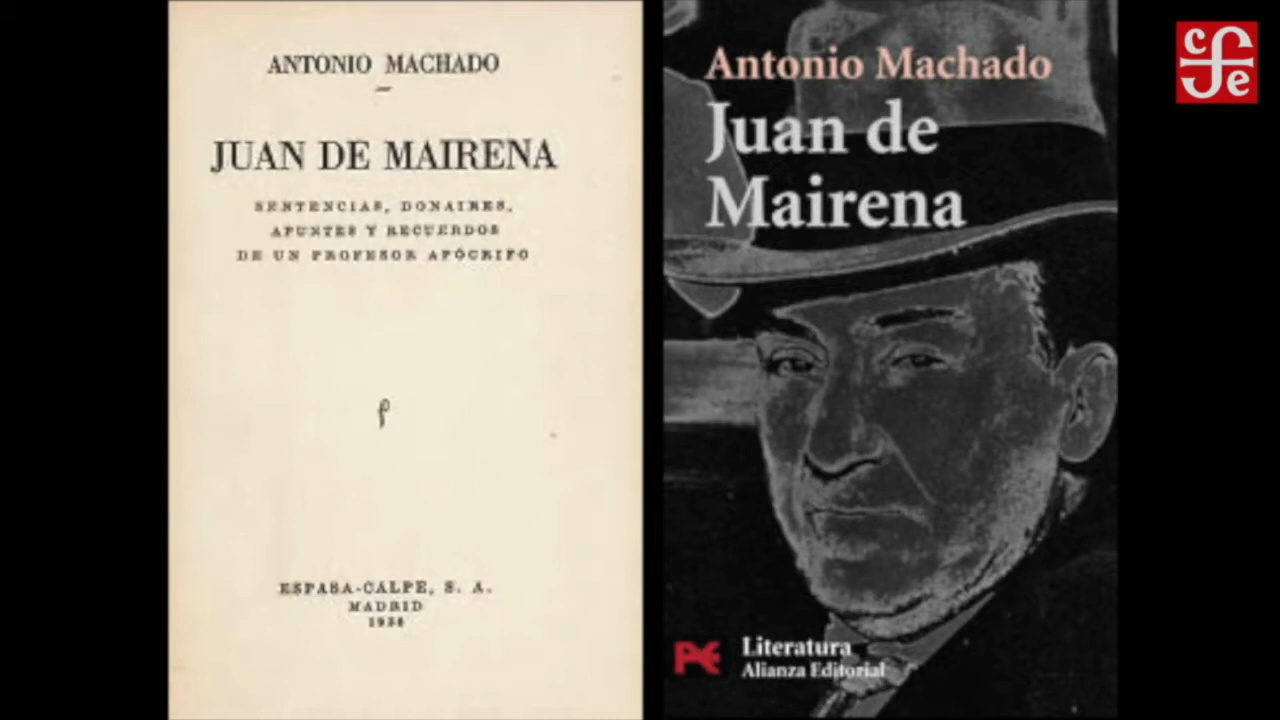 ANTONIO MACHADO
JUAN DE MAIRENA
SENTENCIAS, DONAIRES,
APUNTES Y RECUERDOS
DE UN PROFESOR APÓCRIFO
ESPASA-CALPE, S. A.
MADRID
1936
Antonio Machado
Juan de
Mairena
Literatura
Alianza Editorial
cfe